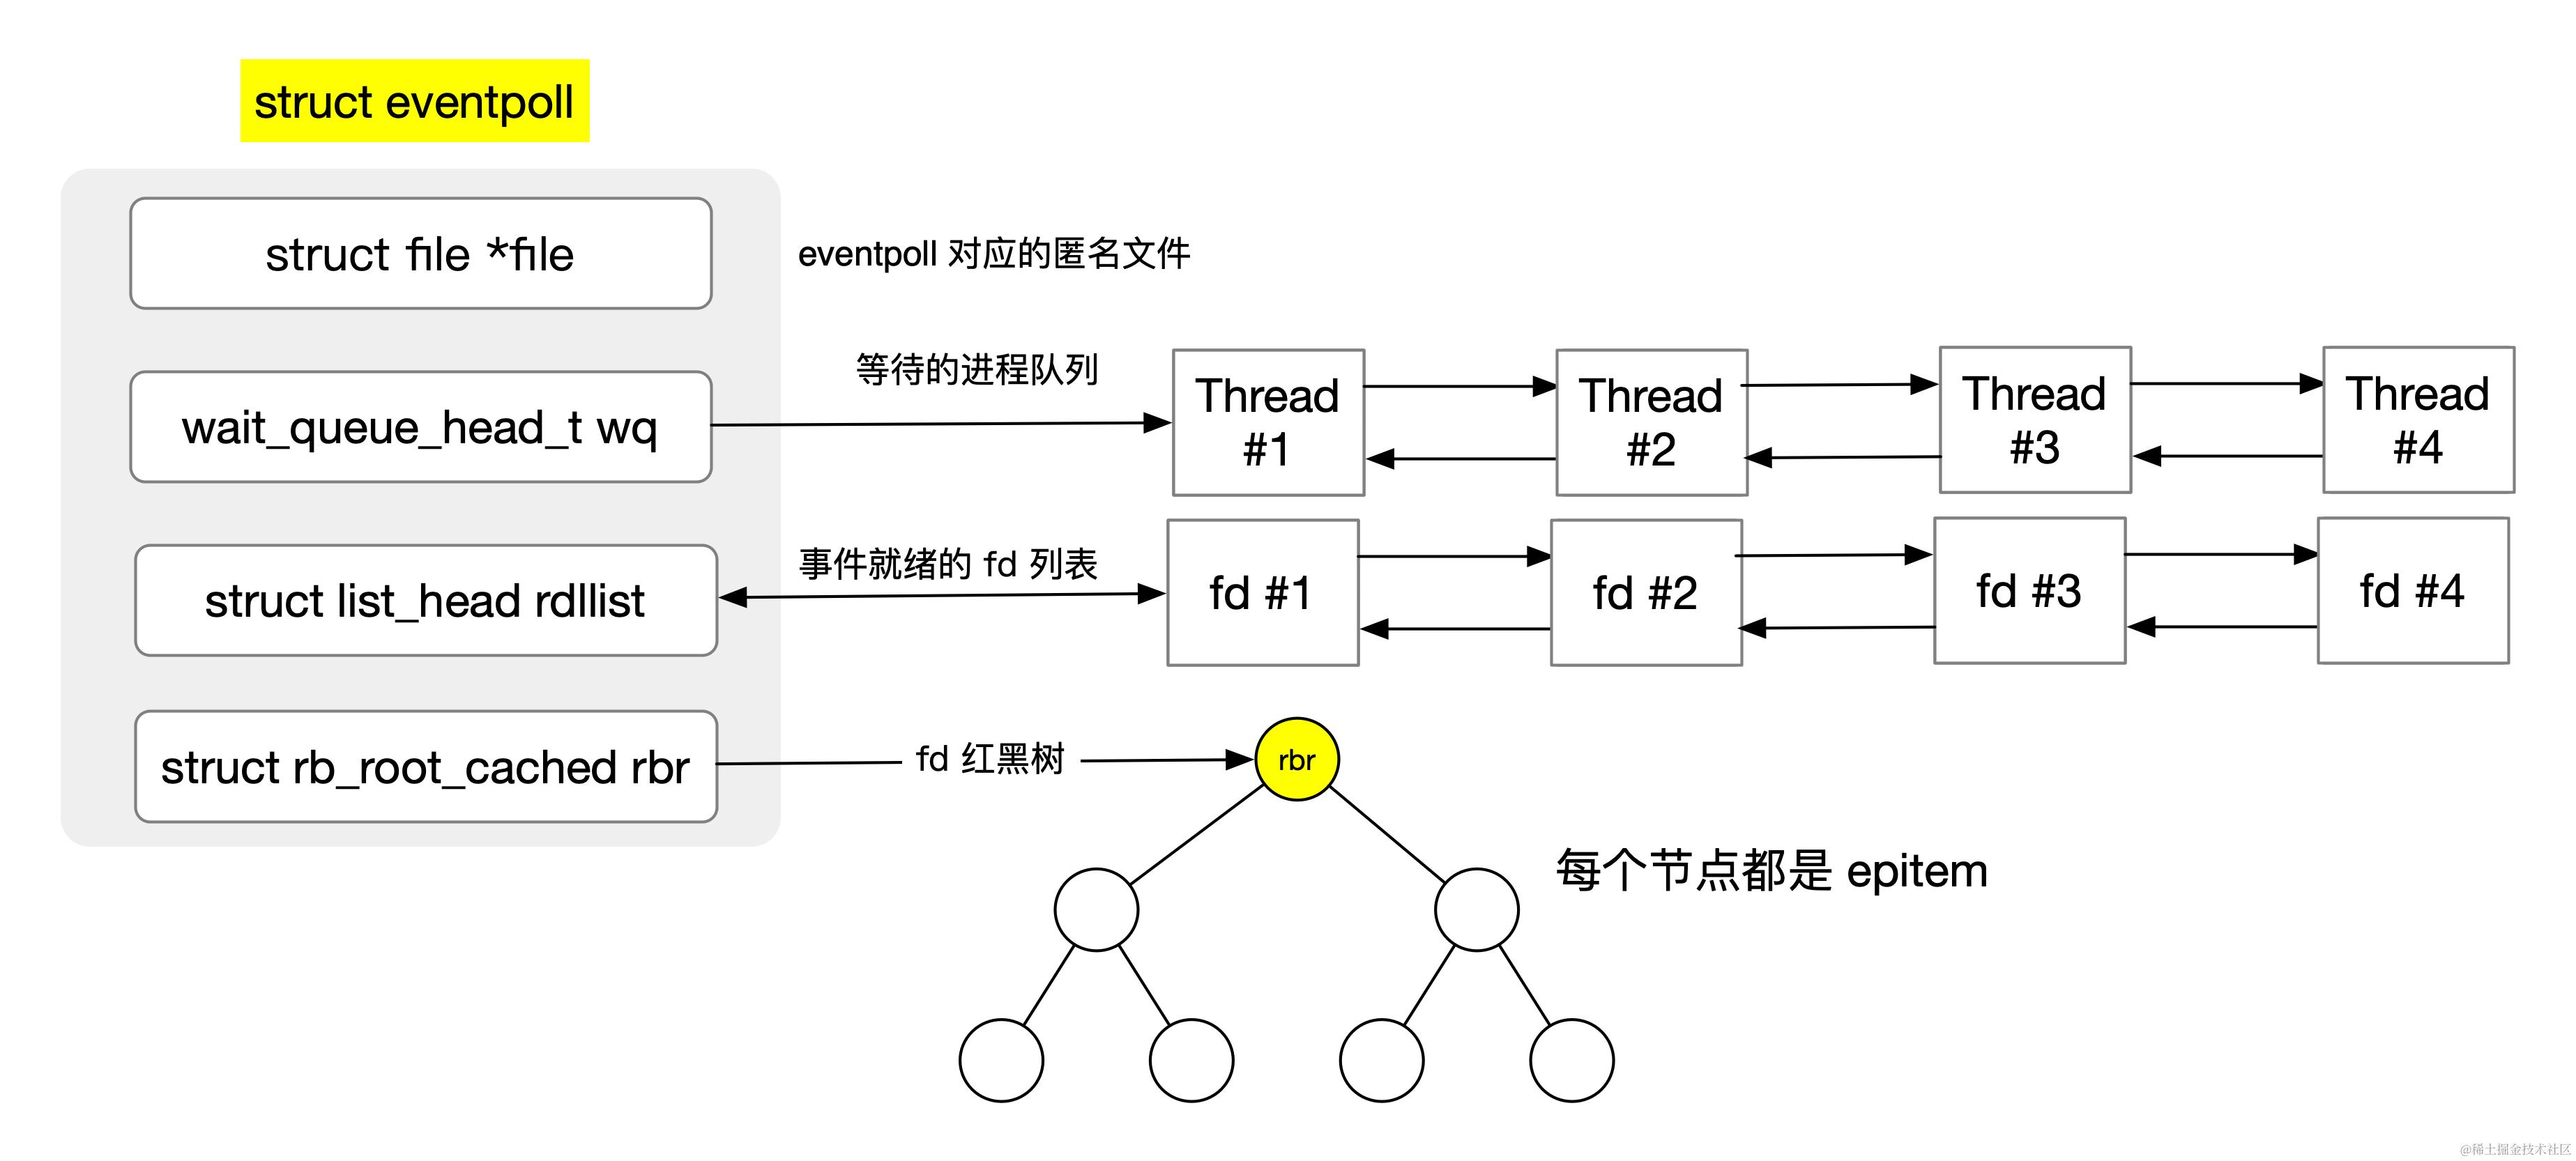 struct eventpoll
struct file *file
eventpoll 对应的匿名文件
等待的进程队列
wait_queue_head_t wq
Thread
#1
Thread
#2
Thread
#3
Thread
#4
事件就绪的 fd 列表
struct list_head rdllist
fd #1
fd #2
fd #3
fd #4
struct rb_root_cached rbr
fd 红黑树
rbr
每个节点都是 epitem
@稀土掘金技术社区